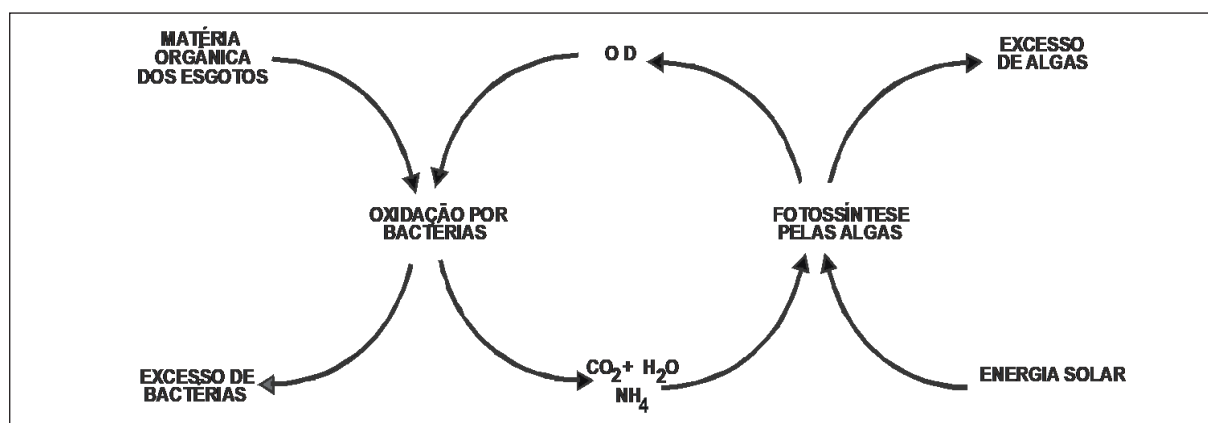 MATÉRIA
ORGÂNICA
DOS ESGOTOS
O D
EXCESSO
DE ALGAS
OXIDAÇÃO POR
BACTÉRIAS
FOTOSSÍNTESE
PELAS ALGAS
EXCESSO DE
BACTÉRIAS
CO2 + H2O
NH4
ENERGIA SOLAR